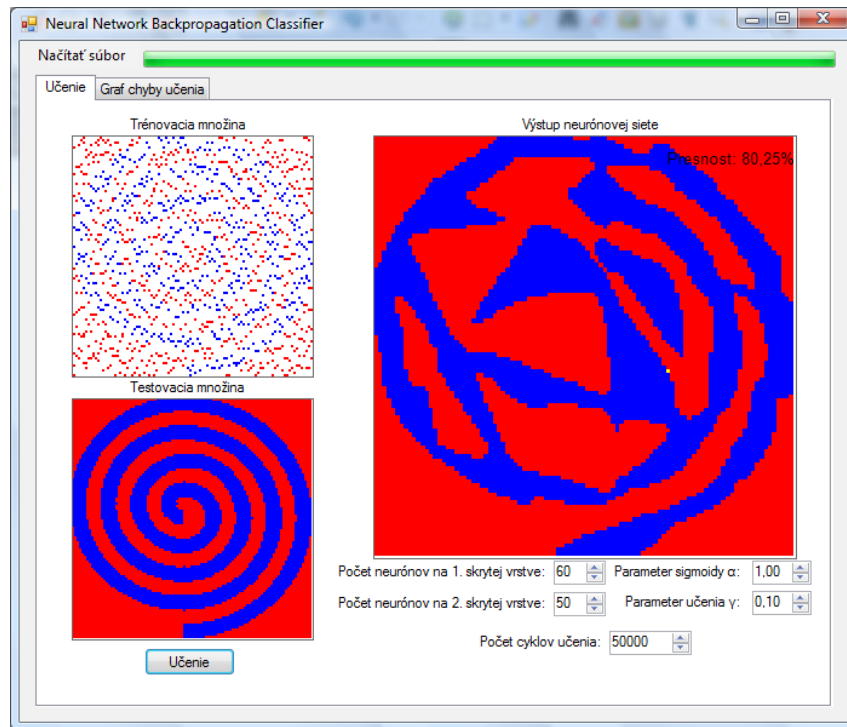 Neural Network Backpropagation Classifier
Načítať súbor
Učenie
Graf chyby učenia
Trénovacia množina
Výstup neurónovej siete
Presnost: 80,25%
Testovacia množina
Počet neurónov na 1. skrytej vrstve: 60
Parameter sigmoidy α: 1,00
Počet neurónov na 2. skrytej vrstve: 50
Parameter učenia γ: 0,10
Počet cyklov učenia: 50000
Učenie